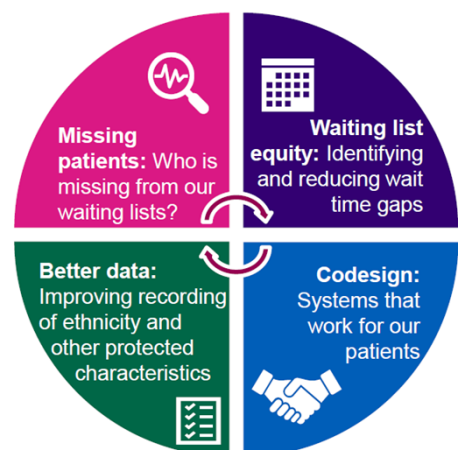 Missing
patients: Who is
missing from our
waiting lists?
Waiting list
equity: Identifying
and reducing wait
time gaps
Better data:
Improving recording
of ethnicity and
other protected
characteristics
Codesign:
Systems that
work for our
patients